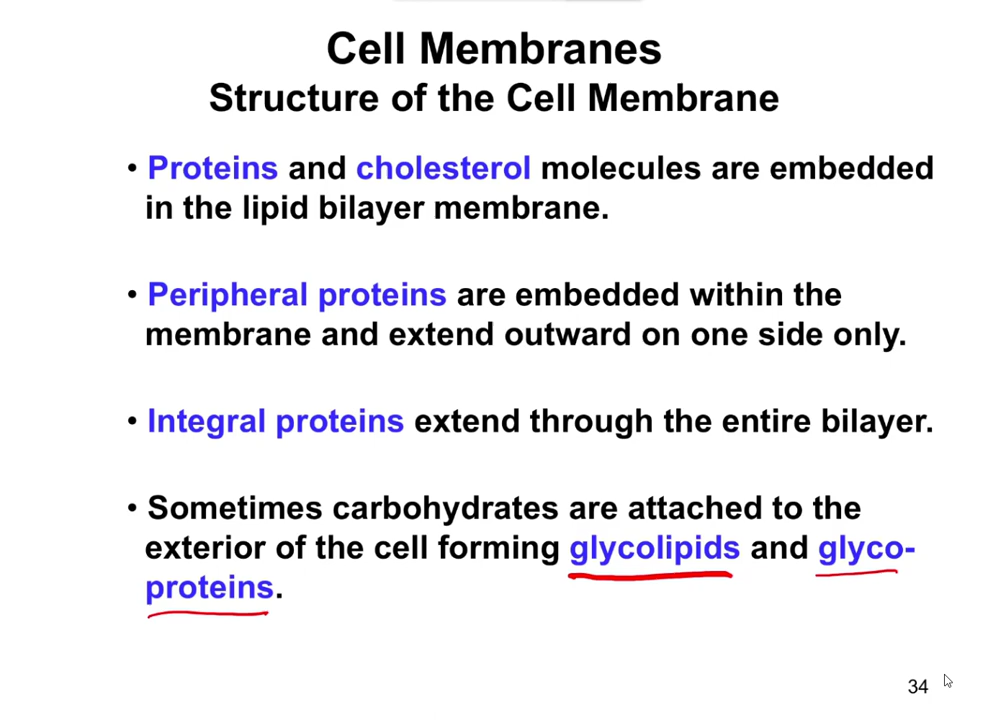 Cell Membranes
Structure of the Cell Membrane
• Proteins and cholesterol molecules are embedded
in the lipid bilayer membrane.
• Peripheral proteins are embedded within the
membrane and extend outward on one side only.
• Integral proteins extend through the entire bilayer.
• Sometimes carbohydrates are attached to the
exterior of the cell forming glycolipids and glyco-
proteins.
34